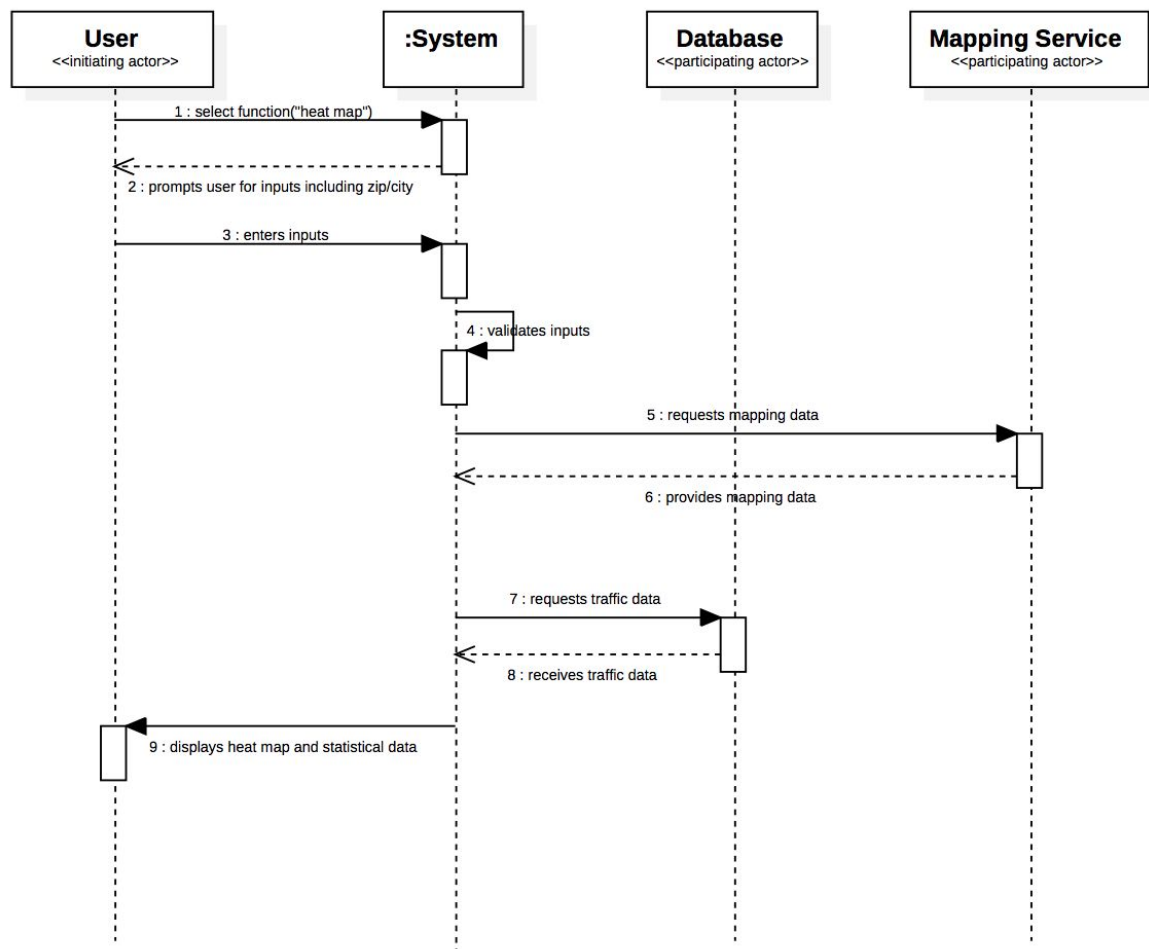 User
<<initiating actor>>
:System
Database
<<participating actor>>
Mapping Service
<<participating actor>>
1 : select function("heat map")
2 : prompts user for inputs including zip/city
3 : enters inputs
4 : validates inputs
5 : requests mapping data
6 : provides mapping data
7 : requests traffic data
8 : receives traffic data
9 : displays heat map and statistical data